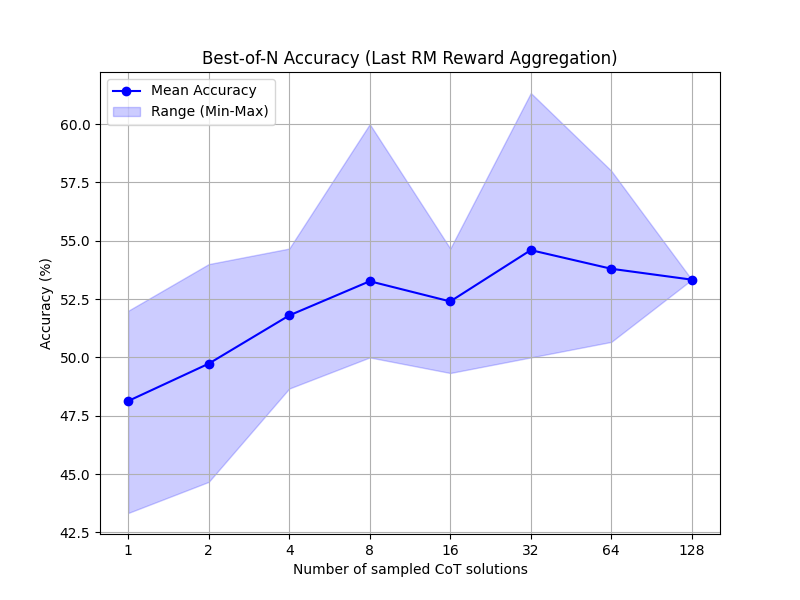 Best-of-N Accuracy (Last RM Reward Aggregation)
Mean Accuracy
Range (Min-Max)
Accuracy (%)
60.0
57.5
55.0
52.5
50.0
47.5
45.0
42.5
1 2 4 8 16 32 64 128
Number of sampled CoT solutions